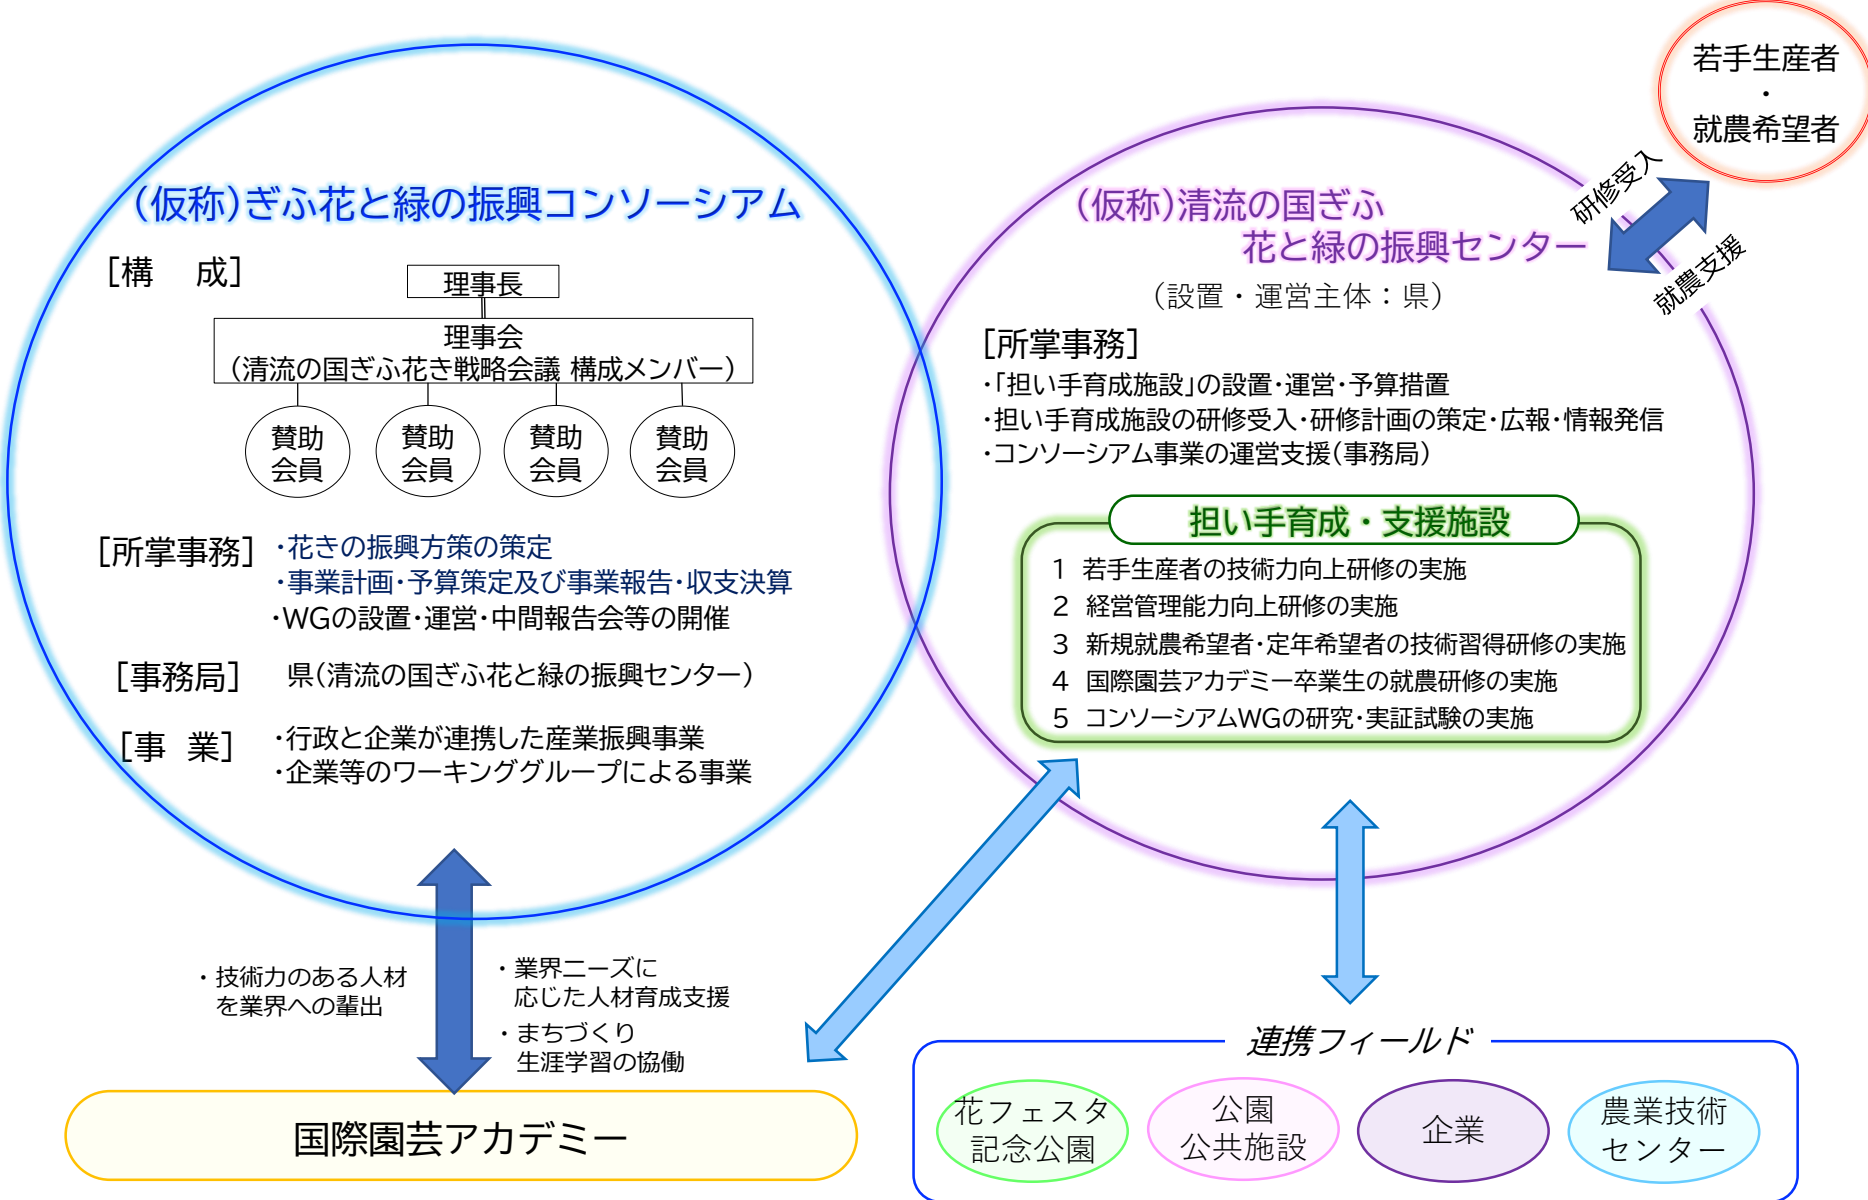 若手生産者
・
就農希望者
研修受入
就農支援
（仮称）ぎふ花と緑の振興コンソーシアム
［構　成］
理事長
理事会
（清流の国ぎふ花き戦略会議 構成メンバー）
賛助
会員
賛助
会員
賛助
会員
賛助
会員
［所掌事務］
・花きの振興方策の策定
・事業計画・予算策定及び事業報告・収支決算
・WGの設置・運営・中間報告会等の開催
［事務局］　県（清流の国ぎふ花と緑の振興センター）
［事　業］
・行政と企業が連携した産業振興事業
・企業等のワーキンググループによる事業
（仮称）清流の国ぎふ
花と緑の振興センター
（設置・運営主体：県）
［所掌事務］
・「担い手育成施設」の設置・運営・予算措置
・担い手育成施設の研修受入・研修計画の策定・広報・情報発信
・コンソーシアム事業の運営支援（事務局）
担い手育成・支援施設
１ 若手生産者の技術力向上研修の実施
２ 経営管理能力向上研修の実施
３ 新規就農希望者・定年希望者の技術習得研修の実施
４ 国際園芸アカデミー卒業生の就農研修の実施
５ コンソーシアムWGの研究・実証試験の実施
・技術力のある人材
を業界への輩出
・業界ニーズに
応じた人材育成支援
・まちづくり
生涯学習の協働
国際園芸アカデミー
連携フィールド
花フェスタ
記念公園
公園
公共施設
企業
農業技術
センター